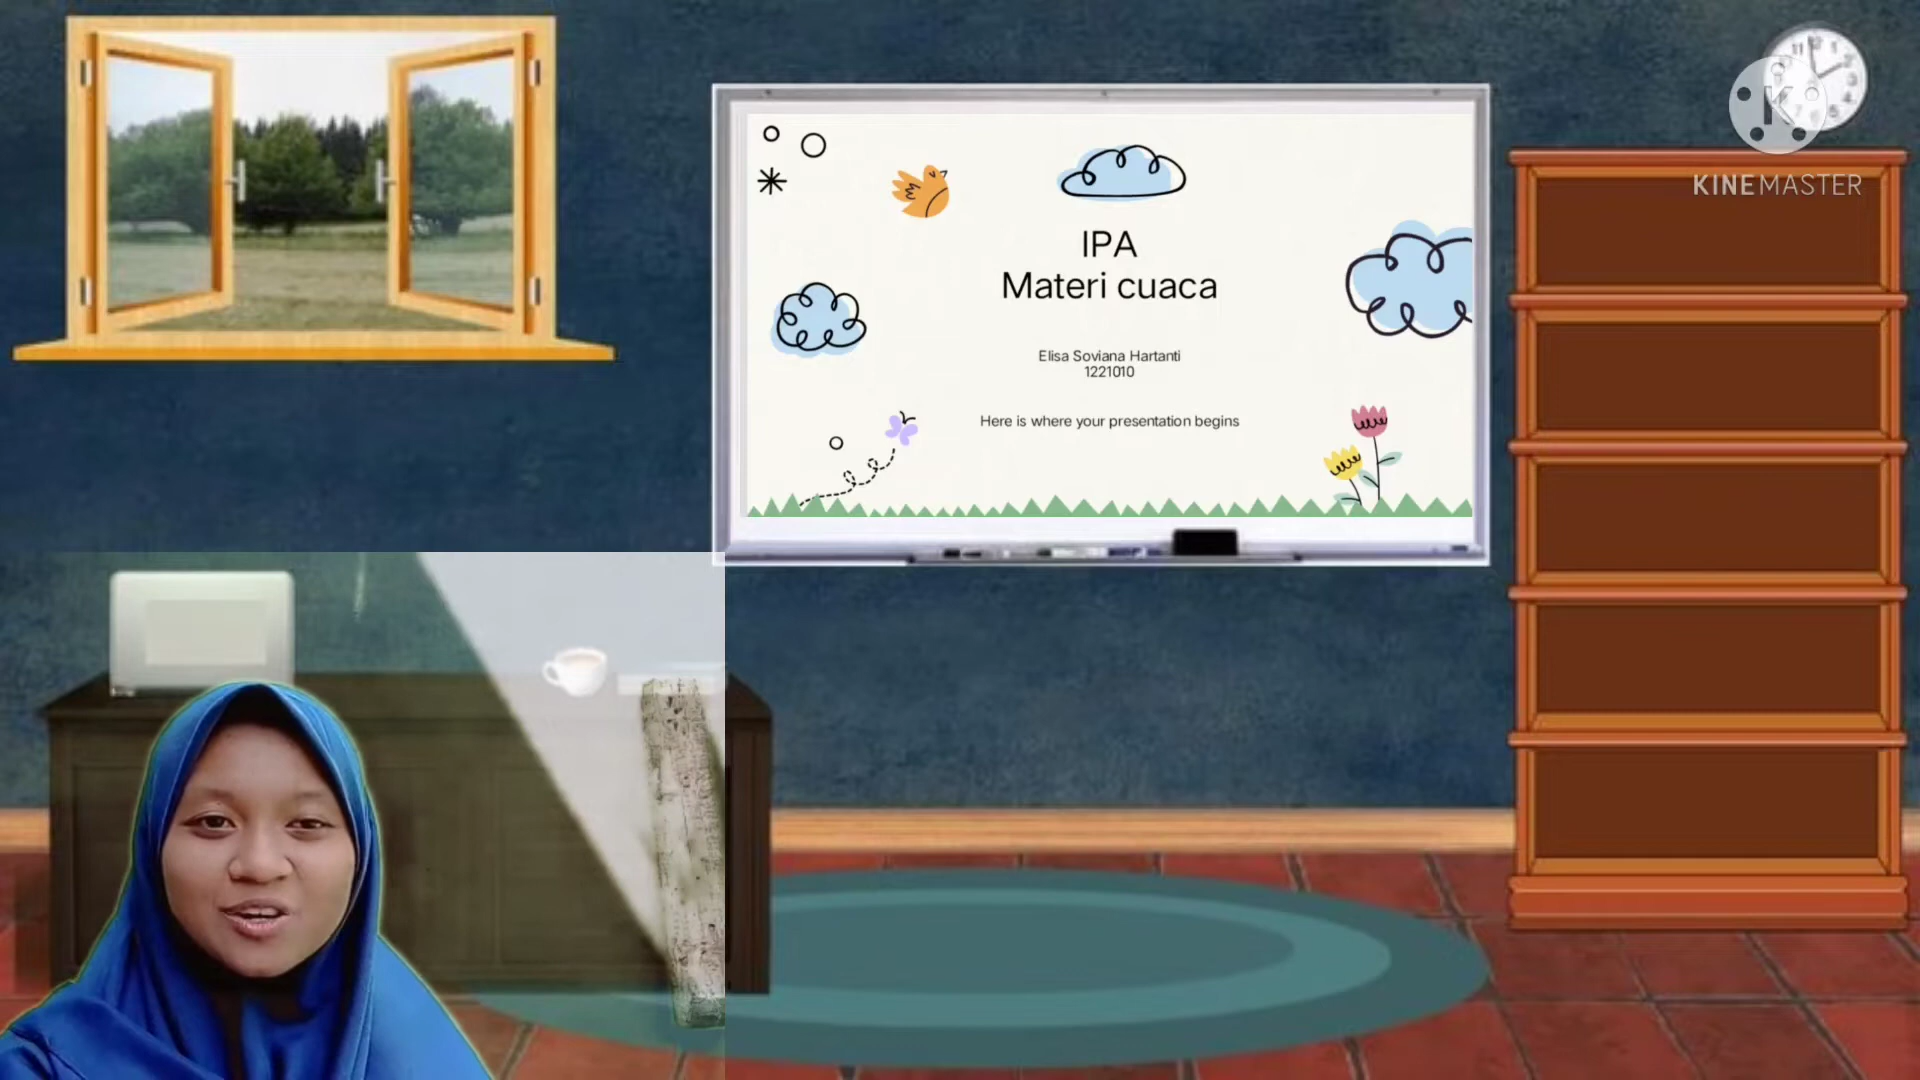 IPA
Materi cuaca
Elisa Soviana Hartanti
1221010
Here is where your presentation begins
K
KINEMASTER